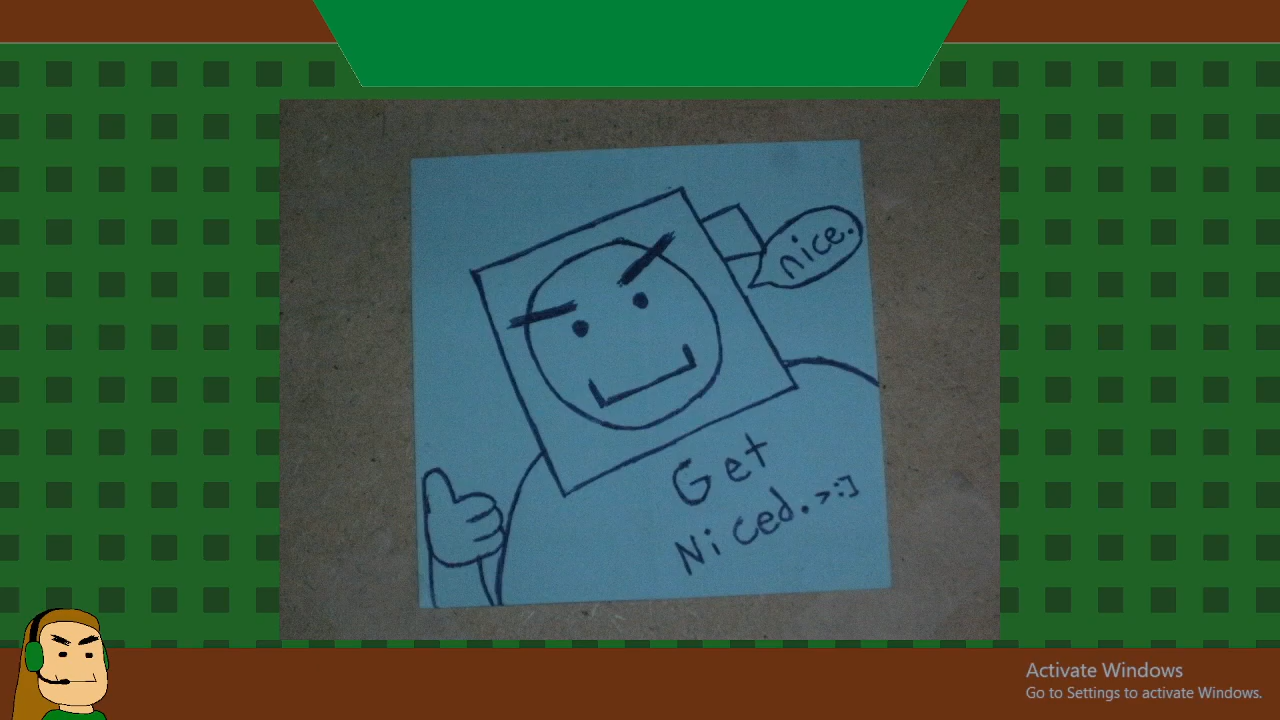 nice.
Get
Niced. >:]
Activate Windows
Go to Settings to activate Windows.